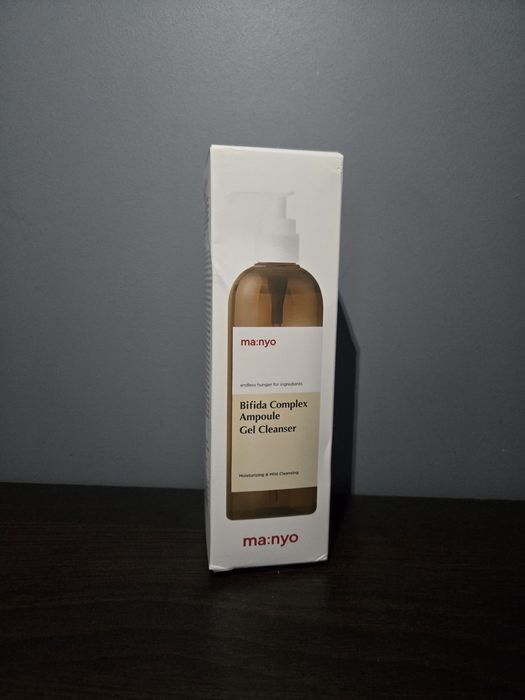 ma:nyo
endless hunger for ingredients
Bifida Complex
Ampoule
Gel Cleanser
Moisturizing & Mild Cleansing
ma:nyo